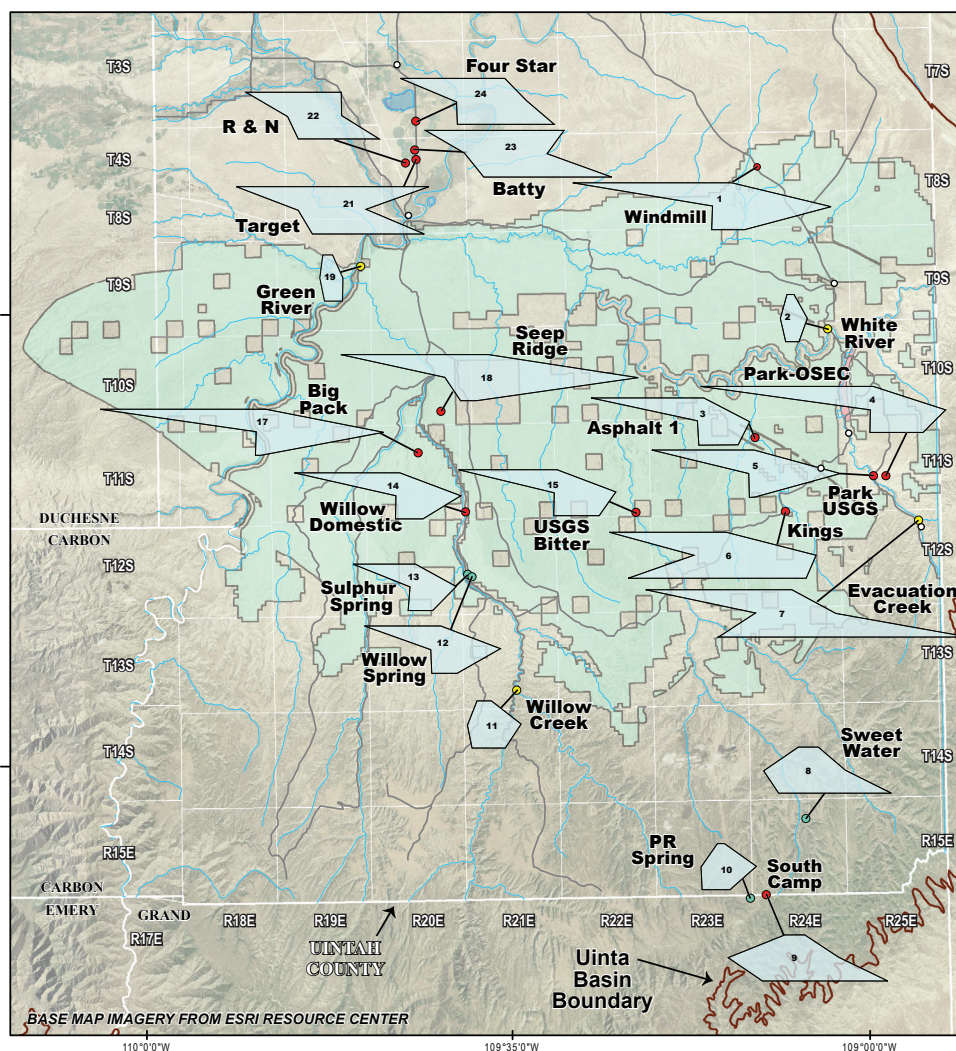 T3S
T7S
Four Star
24
22
R & N
23
T4S
Batty
T8S
1
Windmill
21
T8S
Target
19
Green
River
T9S
T9S
2
White
River
Seep
Ridge
18
Park-OSEC
T10S
T10S
Big
Pack
4
3
Asphalt 1
17
T11S
T11S
5
Park
USGS
14
Willow
Domestic
15
USGS
Bitter
Kings
DUCHESNE
CARBON
T12S
T12S
6
13
Sulphur
Spring
Evacuation
Creek
7
12
Willow
Spring
T13S
T13S
Willow
Creek
11
Sweet
Water
T14S
T14S
8
R15E
R15E
PR
Spring
10
South
Camp
CARBON
EMERY
GRAND
R17E
R18E
R19E
R20E
R21E
R22E
R23E
R24E
R25E
UINTAH
COUNTY
9
Uinta
Basin
Boundary
BASE MAP IMAGERY FROM ESRI RESOURCE CENTER
110°0'0"W
109°35'0"W
109°0'0"W